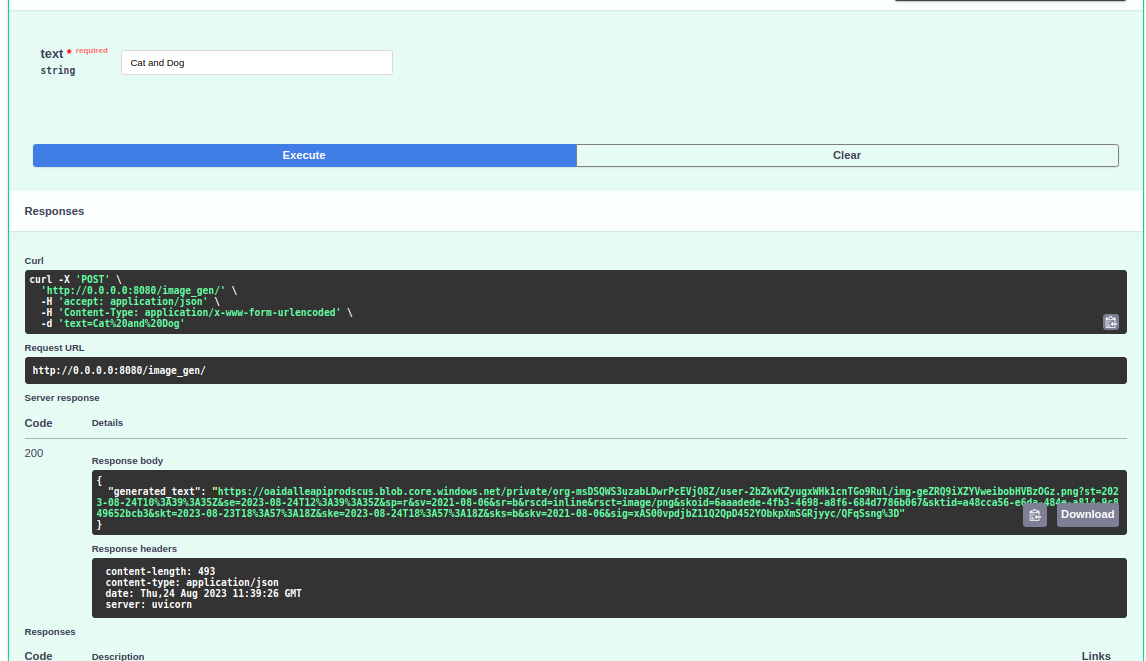 text * required
string
Cat and Dog
Execute
Clear
Responses
Curl
curl -X 'POST' \
'http://0.0.0.0:8080/image_gen/' \
-H 'accept: application/json' \
-H 'Content-Type: application/x-www-form-urlencoded' \
-d 'text=Cat%20and%20Dog'
Request URL
http://0.0.0.0:8080/image_gen/
Server response
Code Details
200
Response body
{
"generated_text": "https://oaidalleapiprodscus.blob.core.windows.net/private/org-msDSQWS3uzabLDwrPcEVjO8Z/user-2bZkvKZyugxWHk1cnTGo9Rul/img-geZRQ9iXZYVweibobHVBzOGz.png?st=202
3-08-24T10%3A39%3A35Z&se=2023-08-24T12%3A39%3A35Z&sp=r&sv=2021-08-06&sr=b&rscd=inline&rsct=image/png&skoid=6aaadede-4fb3-4698-a8f6-684d7786b067&sktid=a48cca56-e6da-484e-a814-9c8
49652bcb3&skt=2023-08-23T18%3A57%3A18Z&ske=2023-08-24T18%3A57%3A18Z&sks=b&skv=2021-08-06&sig=xAS00vpdjbZ11Q2QpD452YObkpXmSGRjyyc/QFqSsng%3D"
}
Download
Response headers
content-length: 493
content-type: application/json
date: Thu,24 Aug 2023 11:39:26 GMT
server: uvicorn
Responses
Code Description Links